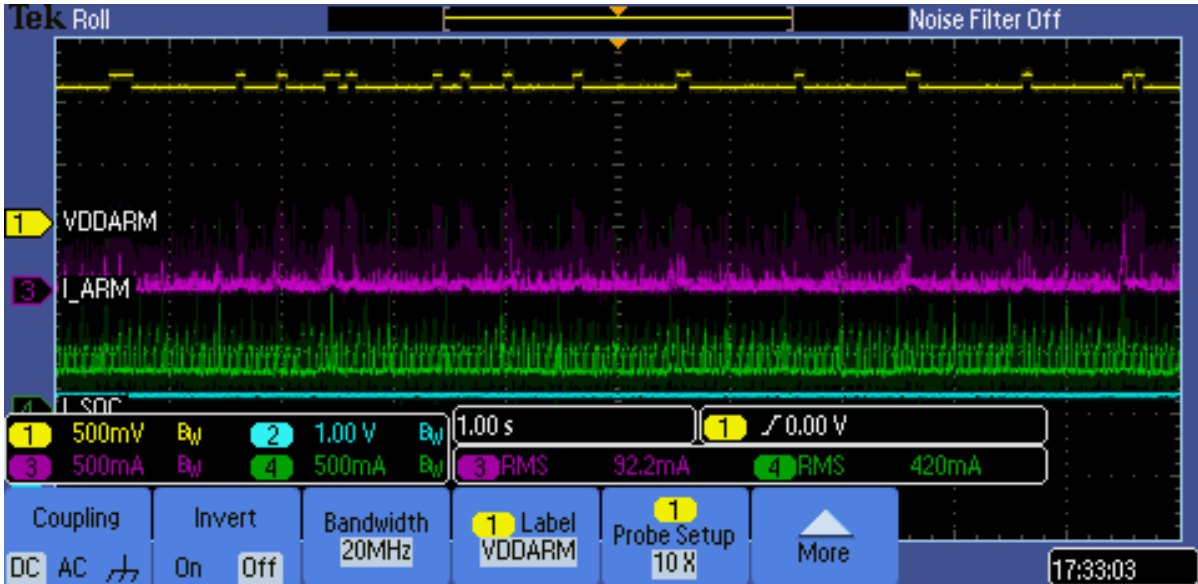 Tek Roll Noise Filter Off
1 VDDARM
3 I_ARM
4 I_SOC
1 500mV BW 2 1.00 V BW 1.00 s 1 0.00 V
3 500mA BW 4 500mA BW 3 RMS 92.2mA 4 RMS 420mA
Coupling Invert Bandwidth 1 Label 1 Probe Setup More
DC AC On Off 20MHz VDDARM 10 X
17:33:03